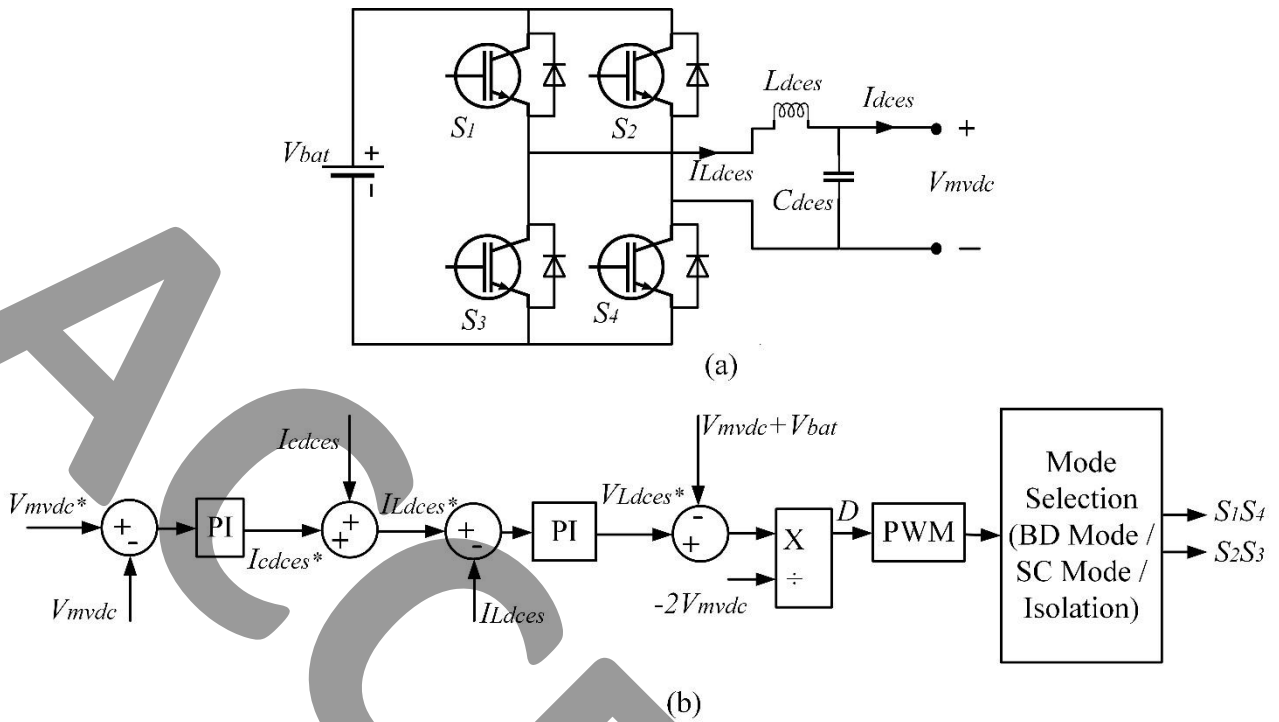 S1
S2
Ldces
Idces
+
Vbat
+
-
ILdces
Cdces
Vmvdc
−
S3
S4
(a)
Vmvdc*
+
-
Vmvdc
PI
Icdces*
Icdces
+
+
ILdces*
+
-
ILdces
PI
VLdces*
Vmvdc+Vbat
-
+
-2Vmvdc
X
÷
D
PWM
Mode
Selection
(BD Mode /
SC Mode /
Isolation)
S1S4
S2S3
(b)